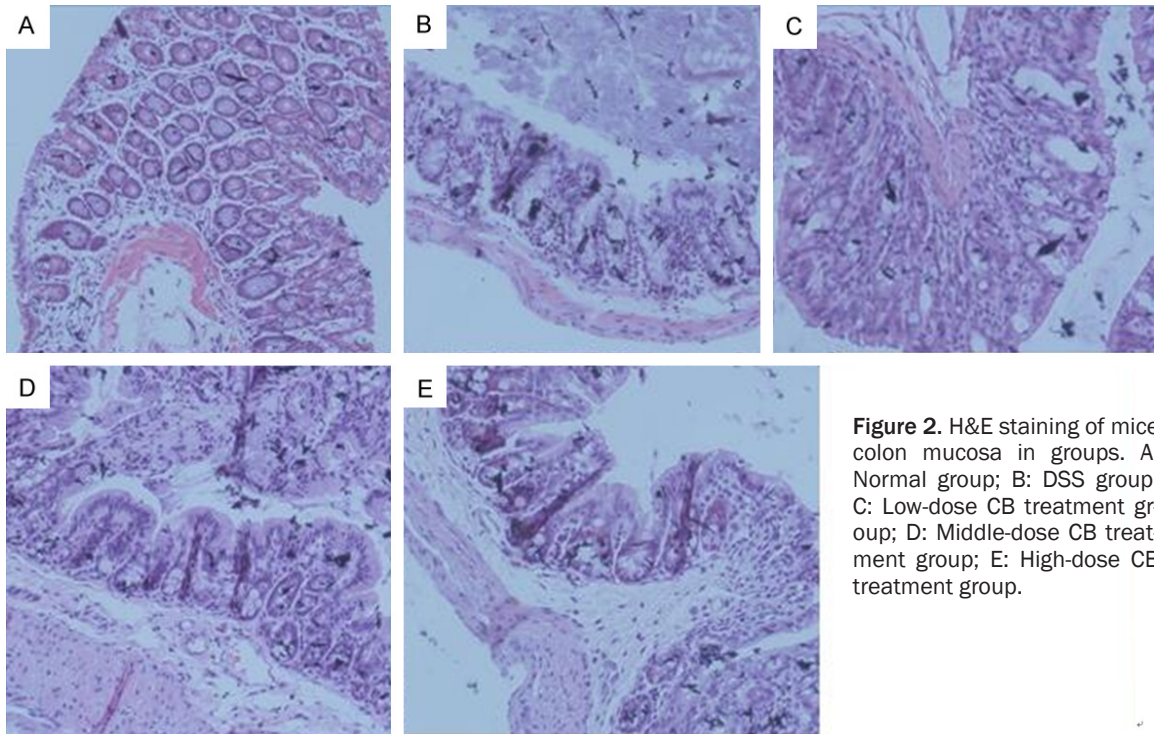 A
B
C
D
E
Figure 2. H&E staining of mice
colon mucosa in groups. A
Normal group; B: DSS group
C: Low-dose CB treatment gr
oup; D: Middle-dose CB treat
ment group; E: High-dose CB
treatment group.